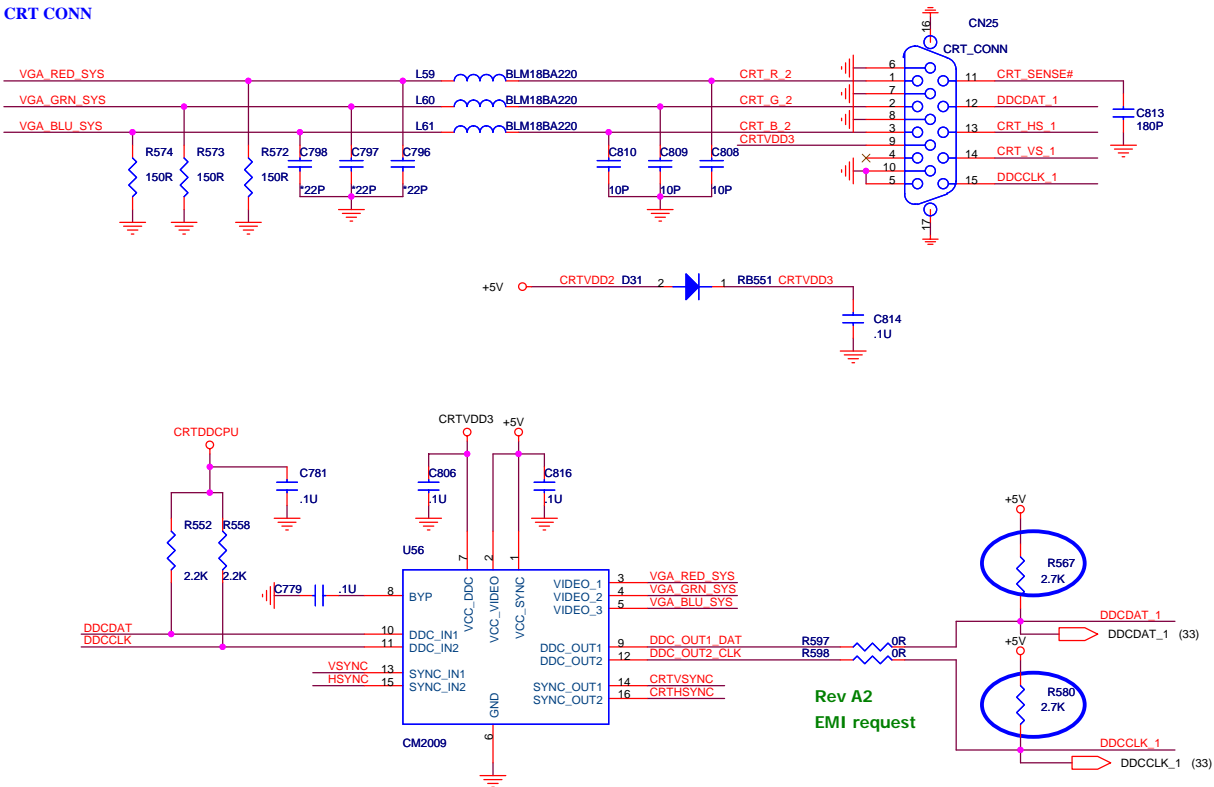 CRT CONN
16
CN25
CRT_CONN
VGA_RED_SYS
L59
BLM18BA220
CRT_R_2
6
1
11
CRT_SENSE#
VGA_GRN_SYS
L60
BLM18BA220
CRT_G_2
7
2
12
DDCDAT_1
C813
180P
VGA_BLU_SYS
L61
BLM18BA220
CRT_B_2
8
3
13
CRT_HS_1
CRTVDD3
9
4
14
CRT_VS_1
10
5
15
DDCCLK_1
17
R574
R573
R572
C798
C797
C796
C810
C809
C808
150R
150R
150R
*22P
*22P
*22P
10P
10P
10P
+5V
CRTVDD2
D31
2
1
RB551
CRTVDD3
C814
.1U
CRTDDCPU
CRTVDD3
+5V
C781
.1U
C806
.1U
C816
.1U
R552
R558
2.2K
2.2K
U56
7
2
1
C779
.1U
8
BYP
VCC_DDC
VCC_VIDEO
VCC_SYNC
VIDEO_1
3
VGA_RED_SYS
VIDEO_2
4
VGA_GRN_SYS
VIDEO_3
5
VGA_BLU_SYS
DDCDAT
10
DDC_IN1
DDCCLK
11
DDC_IN2
DDC_OUT1
9
DDC_OUT1_DAT
R597
0R
DDC_OUT2
12
DDC_OUT2_CLK
R598
0R
VSYNC
13
SYNC_IN1
HSYNC
15
SYNC_IN2
SYNC_OUT1
14
CRTVSYNC
SYNC_OUT2
16
CRTHSYNC
GND
6
CM2009
Rev A2
EMI request
+5V
R567
2.7K
DDCDAT_1
DDCDAT_1 (33)
+5V
R580
2.7K
DDCCLK_1
DDCCLK_1 (33)